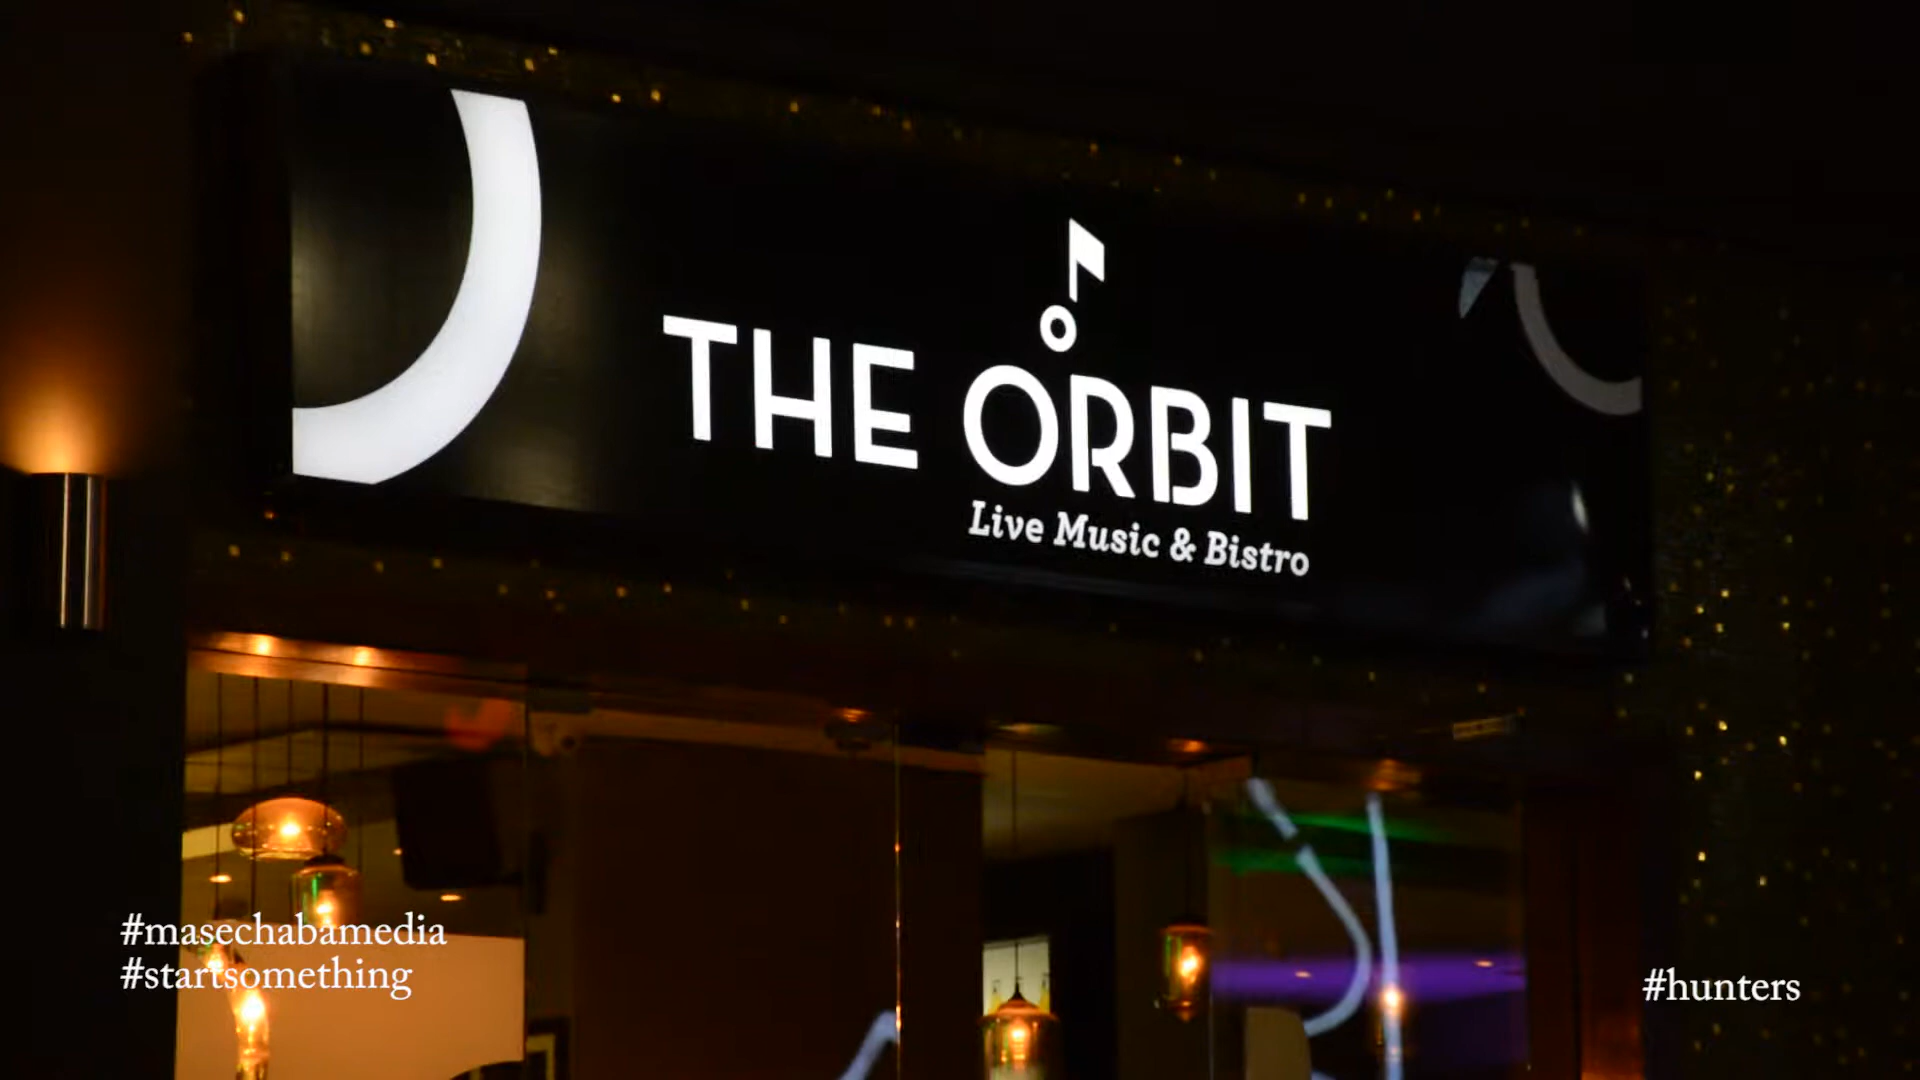 THE ORBIT
Live Music & Bistro
#masechabamedia
#startsomething
#hunters